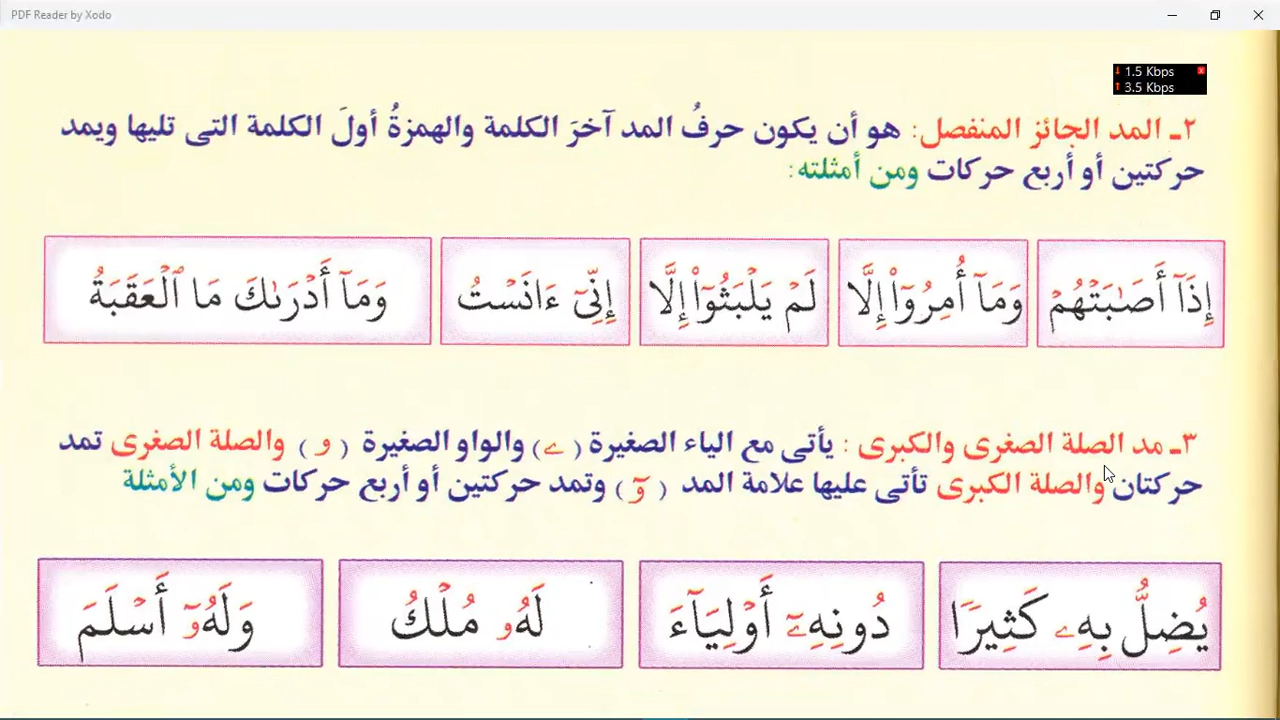 PDF Reader by Xodo
1.5 Kbps
3.5 Kbps
٢ـ المد الجائز المنفصل: هو أن يكون حرفُ المد آخرَ الكلمة والهمزةُ أولَ الكلمة التى تليها ويمد
حركتين أو أربع حركات ومن أمثلته:
إِذَآ أَصَٰبَتْهُمْ وَمَآ أُمِرُوٓا۟ إِلَّا لَمْ يَلْبَثُوٓا۟ إِلَّا إِنِّىٓ ءَانَسْتُ وَمَآ أَدْرَىٰكَ مَا ٱلْعَقَبَةُ
٣ـ مد الصلة الصغرى والكبرى : يأتى مع الياء الصغيرة (ے) والواو الصغيرة (و) والصلة الصغرى تمد
حركتان والصلة الكبرى تأتى عليها علامة المد (وٓ) وتمد حركتين أو أربع حركات ومن الأمثلة
يُضِلُّ بِهِۦ كَثِيرًا دُونِهِۦٓ أَوْلِيَآءَ لَهُۥ مُلْكُ وَلَهُۥٓ أَسْلَمَ